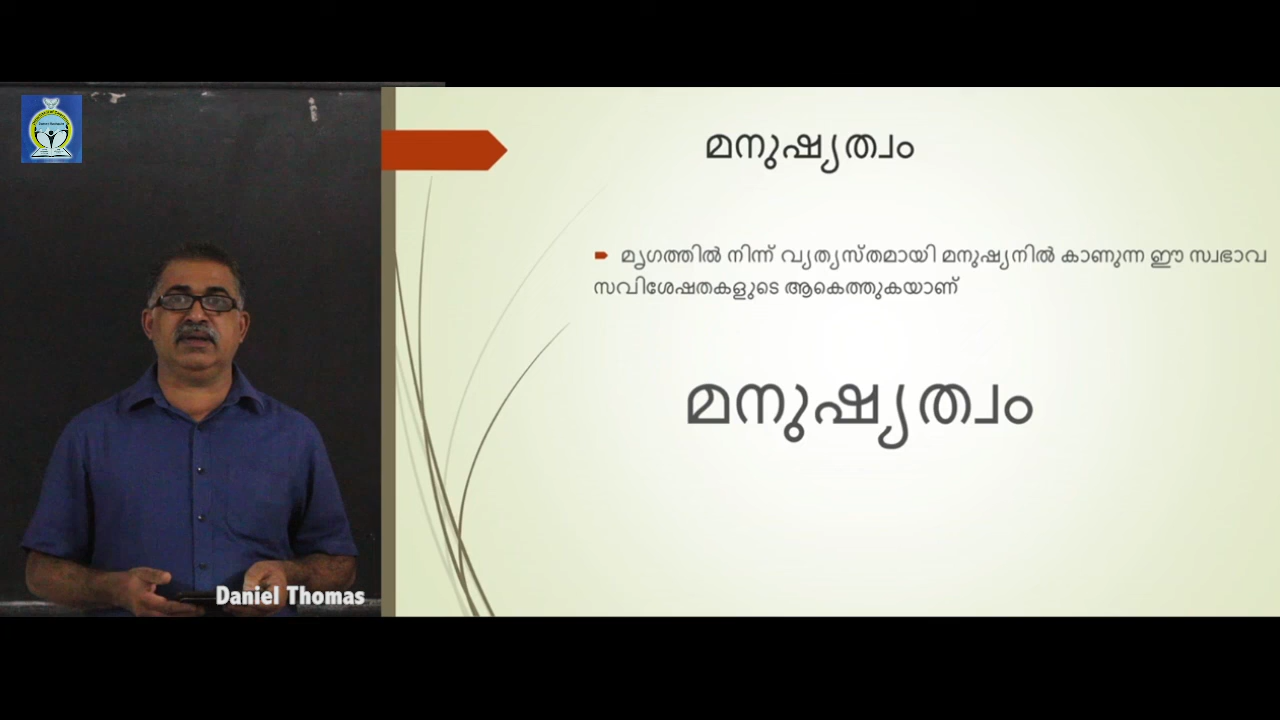 മനുഷ്യത്വം
മൃഗത്തിൽ നിന്ന് വ്യത്യസ്തമായി മനുഷ്യനിൽ കാണുന്ന ഈ സ്വഭാവ
സവിശേഷതകളുടെ ആകെത്തുകയാണ്
മനുഷ്യത്വം
Daniel Thomas